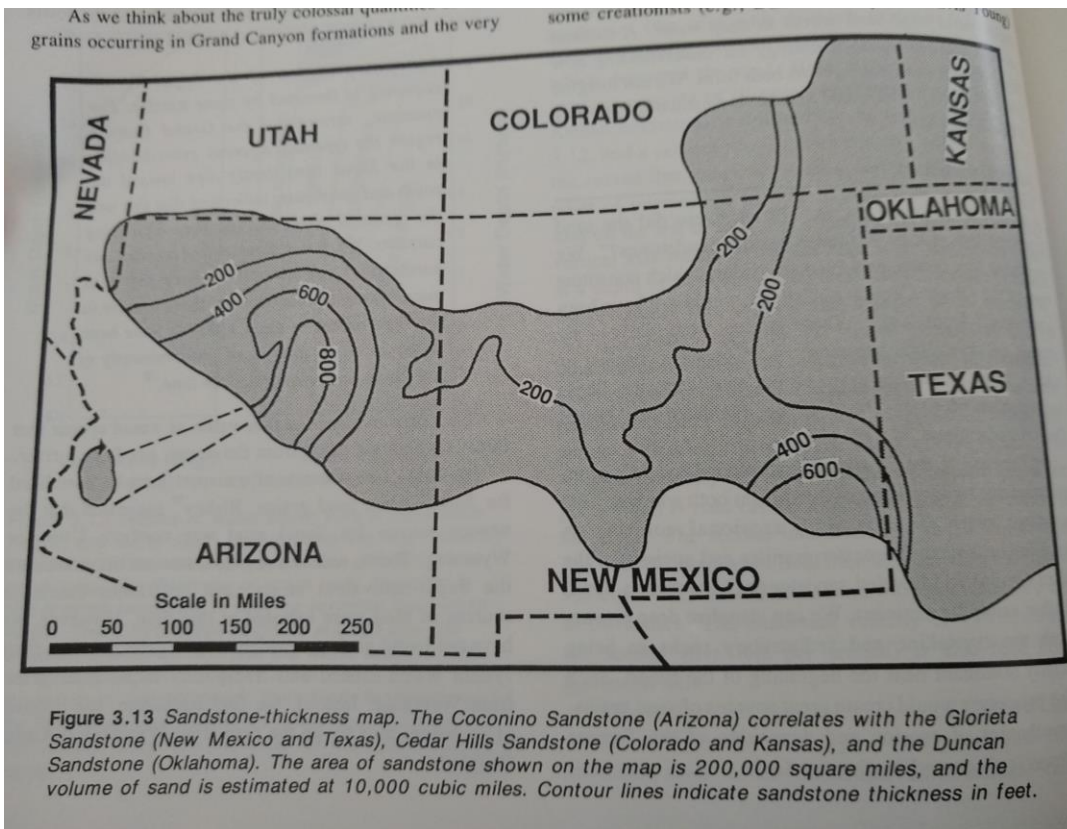 As we think about the truly colossal
grains occurring in Grand Canyon formations and the very
some creationists (e.g.,
Young
NEVADA
UTAH
COLORADO
KANSAS
OKLAHOMA
200
400
600
800
200
200
200
TEXAS
400
600
ARIZONA
NEW MEXICO
Scale in Miles
0 50 100 150 200 250
Figure 3.13 Sandstone-thickness map. The Coconino Sandstone (Arizona) correlates with the Glorieta
Sandstone (New Mexico and Texas), Cedar Hills Sandstone (Colorado and Kansas), and the Duncan
Sandstone (Oklahoma). The area of sandstone shown on the map is 200,000 square miles, and the
volume of sand is estimated at 10,000 cubic miles. Contour lines indicate sandstone thickness in feet.